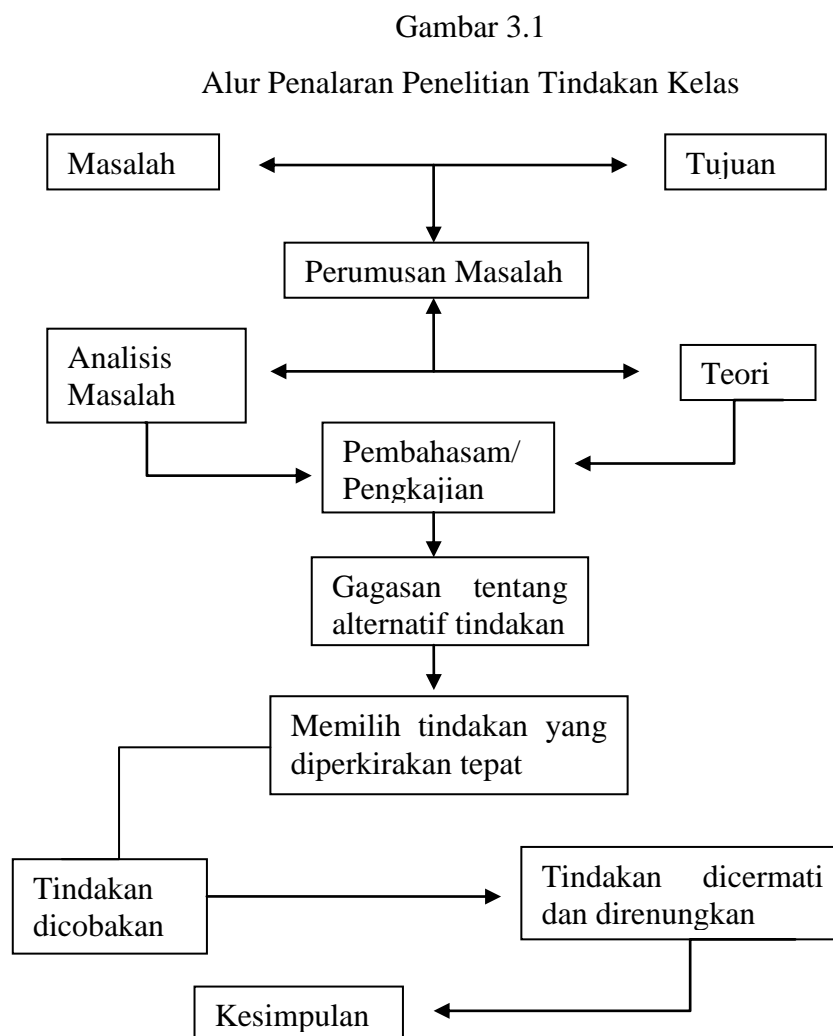 Gambar 3.1
Alur Penalaran Penelitian Tindakan Kelas
Masalah
Tujuan
Perumusan Masalah
Analisis
Masalah
Teori
Pembahasam/
Pengkajian
Gagasan tentang
alternatif tindakan
Memilih tindakan yang
diperkirakan tepat
Tindakan
dicobakan
Tindakan dicermati
dan direnungkan
Kesimpulan